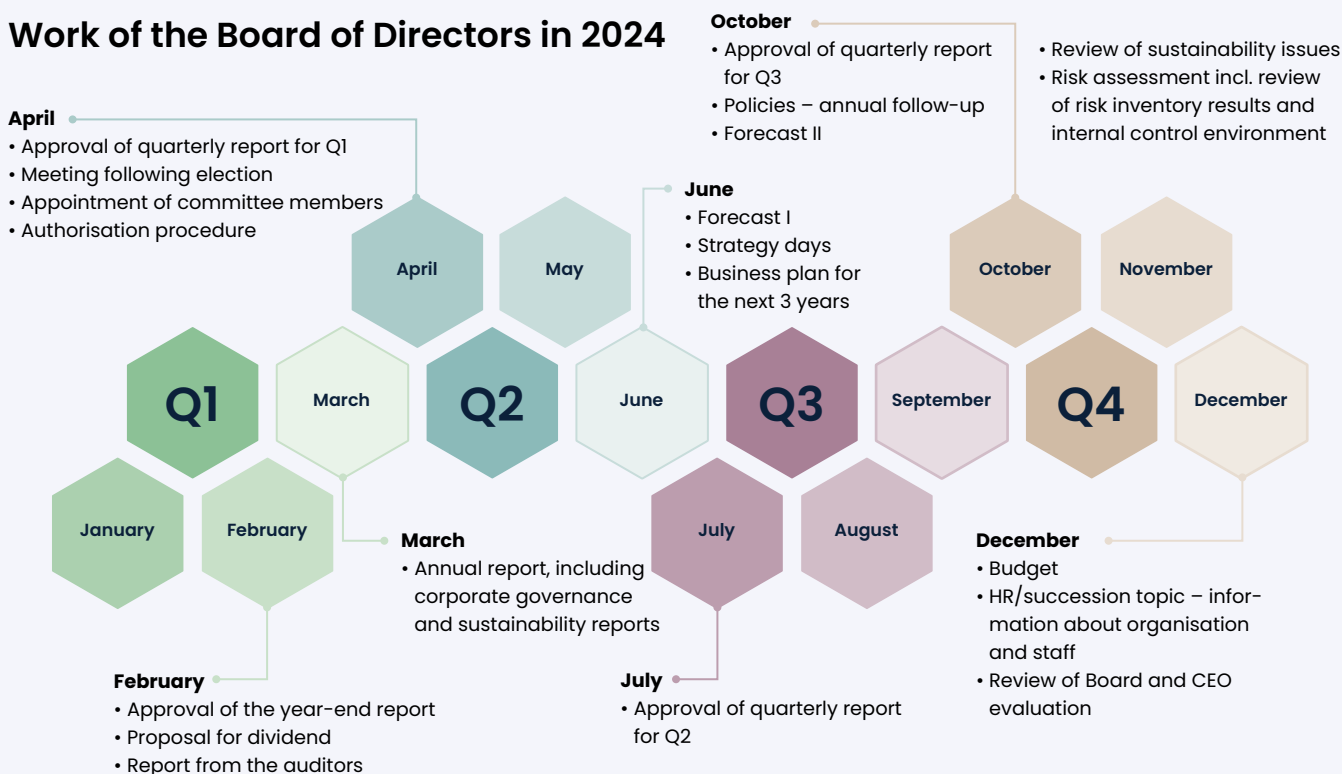 Work of the Board of Directors in 2024
October
• Approval of quarterly report
for Q3
• Policies – annual follow-up
• Forecast II
• Review of sustainability issues
• Risk assessment incl. review
of risk inventory results and
internal control environment
April
• Approval of quarterly report for Q1
• Meeting following election
• Appointment of committee members
• Authorisation procedure
June
• Forecast I
• Strategy days
• Business plan for
the next 3 years
April
May
October
November
Q1
March
Q2
June
Q3
September
Q4
December
January
February
July
August
March
• Annual report, including
corporate governance
and sustainability reports
December
• Budget
• HR/succession topic – infor-
mation about organisation
and staff
• Review of Board and CEO
evaluation
February
• Approval of the year-end report
• Proposal for dividend
• Report from the auditors
July
• Approval of quarterly report
for Q2